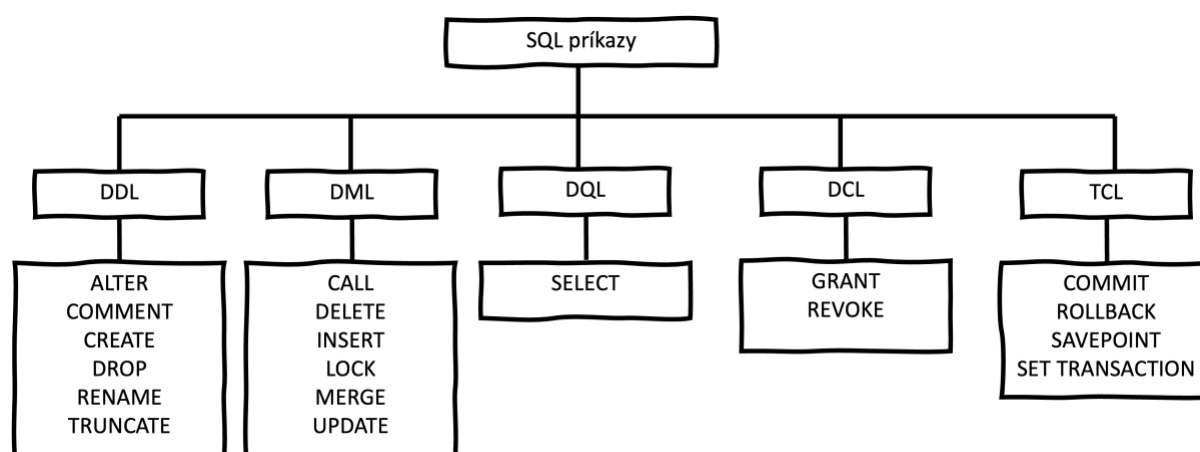 SQL príkazy
DDL
DML
DQL
DCL
TCL
ALTER
COMMENT
CREATE
DROP
RENAME
TRUNCATE
CALL
DELETE
INSERT
LOCK
MERGE
UPDATE
SELECT
GRANT
REVOKE
COMMIT
ROLLBACK
SAVEPOINT
SET TRANSACTION